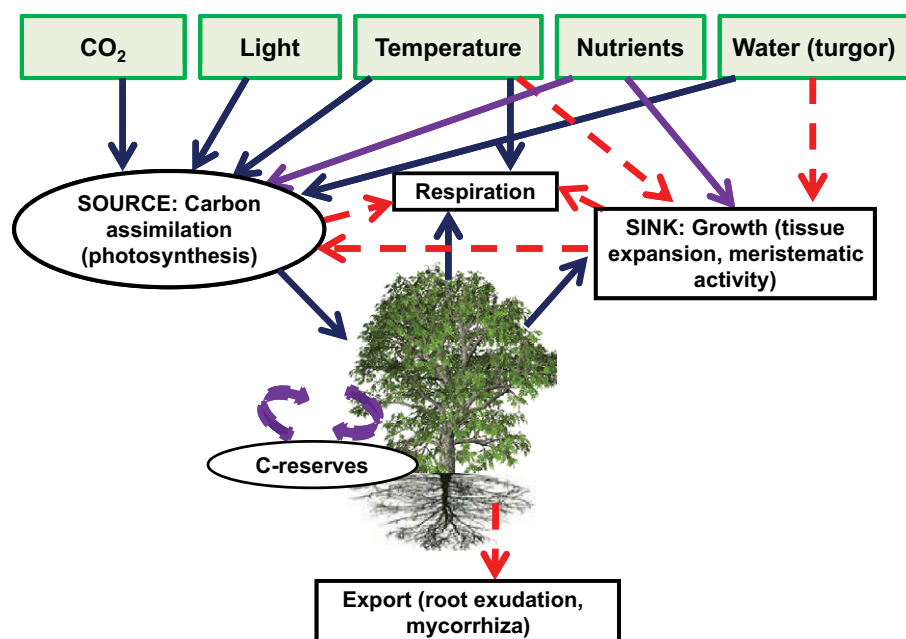 CO₂
Light
Temperature
Nutrients
Water (turgor)
SOURCE: Carbon
assimilation
(photosynthesis)
Respiration
SINK: Growth (tissue
expansion, meristematic
activity)
C-reserves
Export (root exudation,
mycorrhiza)